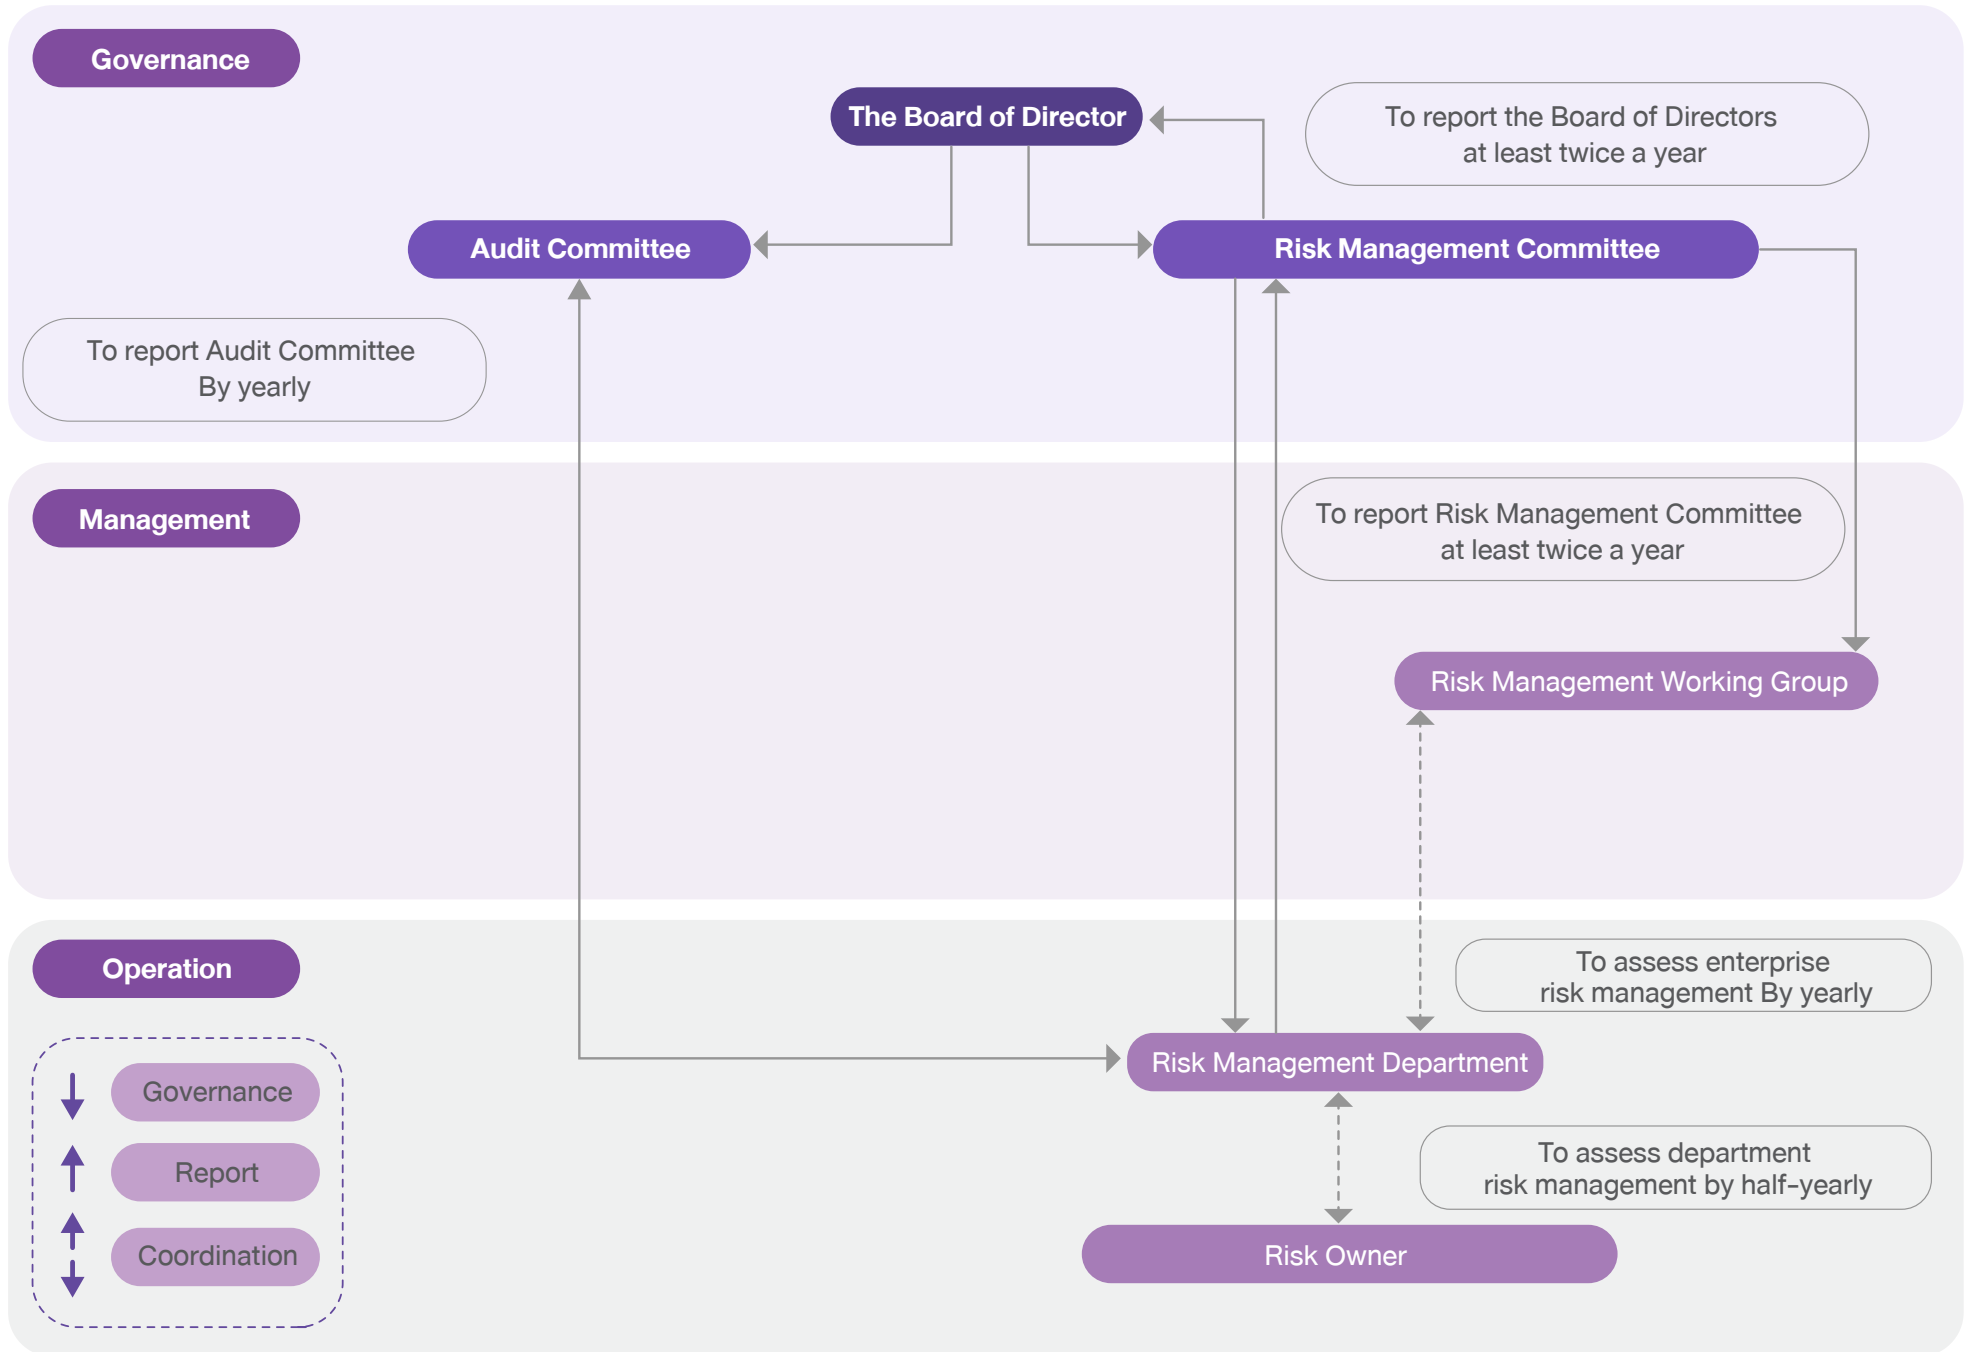 Governance
The Board of Director
To report the Board of Directors
at least twice a year
Audit Committee
Risk Management Committee
To report Audit Committee
By yearly
Management
To report Risk Management Committee
at least twice a year
Risk Management Working Group
Operation
To assess enterprise
risk management By yearly
Risk Management Department
Governance
Report
Coordination
To assess department
risk management by half-yearly
Risk Owner